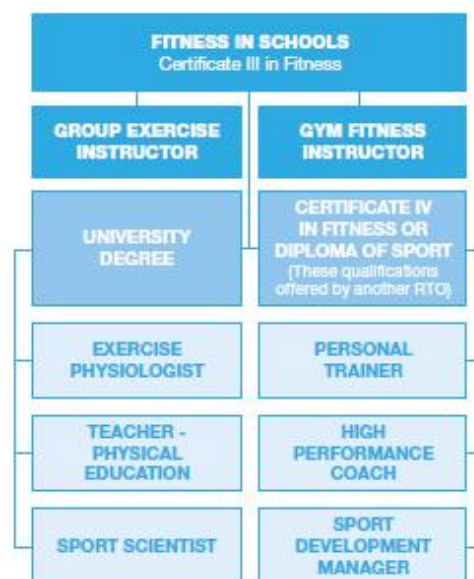 FITNESS IN SCHOOLS
Certificate III in Fitness
GROUP EXERCISE
INSTRUCTOR
GYM FITNESS
INSTRUCTOR
UNIVERSITY
DEGREE
CERTIFICATE IV
IN FITNESS OR
DIPLOMA OF SPORT
(These qualifications
offered by another RTO)
EXERCISE
PHYSIOLOGIST
PERSONAL
TRAINER
TEACHER -
PHYSICAL
EDUCATION
HIGH
PERFORMANCE
COACH
SPORT SCIENTIST
SPORT
DEVELOPMENT
MANAGER